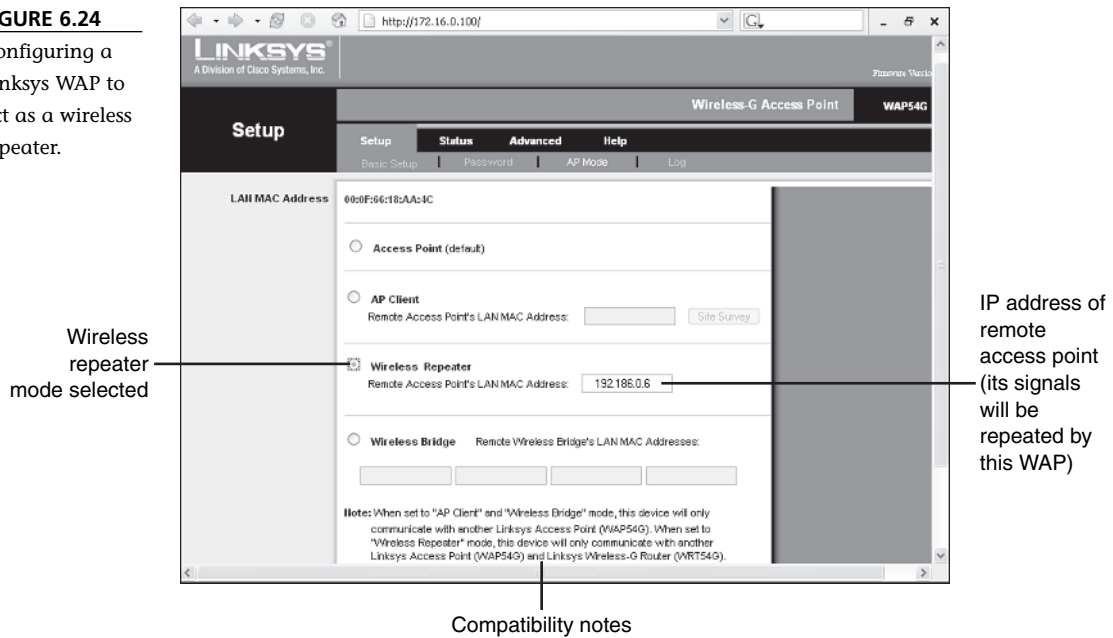 GURE 6.24
onfiguring a
nksys WAP to
ct as a wireless
peater.
http://172.16.0.100/
G
LINKSYS®
A Division of Cisco Systems, Inc.
Firmware Versio
Wireless-G Access Point
WAP54G
Setup
Setup
Status
Advanced
Help
Basic Setup
Password
AP Mode
Log
LAN MAC Address
00:0F:66:18:AA:4C
Access Point (default)
AP Client
Remote Access Point's LAN MAC Address:
Site Survey
Wireless Repeater
Remote Access Point's LAN MAC Address:
192.186.0.6
Wireless Bridge
Remote Wireless Bridge's LAN MAC Addresses:
Note: When set to "AP Client" and "Wireless Bridge" mode, this device will only
communicate with another Linksys Access Point (WAP54G). When set to
"Wireless Repeater" mode, this device will only communicate with another
Linksys Access Point (WAP54G) and Linksys Wireless-G Router (WRT54G).
Wireless
repeater
mode selected
IP address of
remote
access point
(its signals
will be
repeated by
this WAP)
Compatibility notes